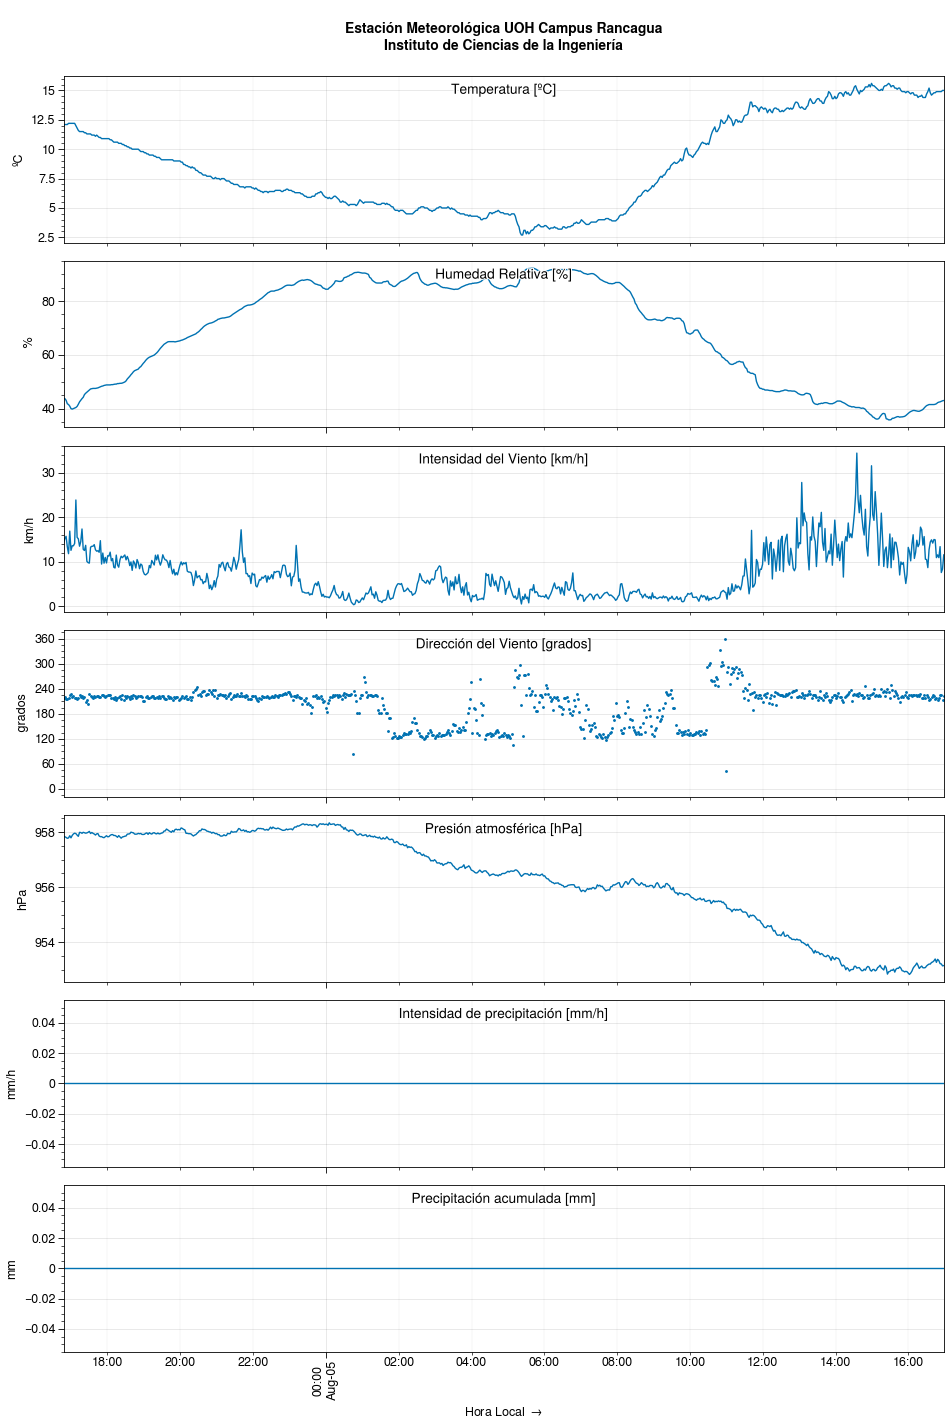 Estación Meteorológica UOH Campus Rancagua
Instituto de Ciencias de la Ingeniería
Temperatura [ºC]
15
12.5
10
7.5
5
2.5
ºC
Humedad Relativa [%]
80
60
40
%
Intensidad del Viento [km/h]
30
20
10
0
km/h
Dirección del Viento [grados]
360
300
240
180
120
60
0
grados
Presión atmosférica [hPa]
958
956
954
hPa
Intensidad de precipitación [mm/h]
0.04
0.02
0
−0.02
−0.04
mm/h
Precipitación acumulada [mm]
0.04
0.02
0
−0.02
−0.04
mm
18:00 20:00 22:00 00:00 02:00 04:00 06:00 08:00 10:00 12:00 14:00 16:00
Aug-05
Hora Local →